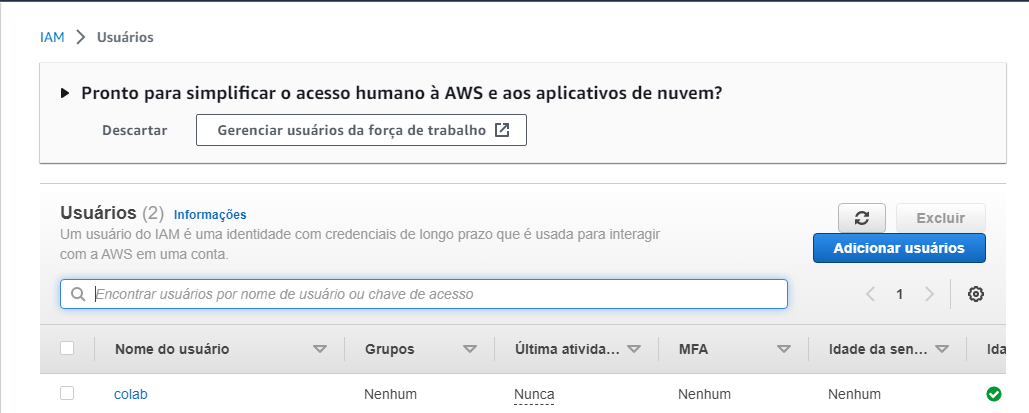 IAM > Usuários
Pronto para simplificar o acesso humano à AWS e aos aplicativos de nuvem?
Descartar Gerenciar usuários da força de trabalho
Usuários (2) Informações
Um usuário do IAM é uma identidade com credenciais de longo prazo que é usada para interagir
com a AWS em uma conta.
Excluir
Adicionar usuários
Encontrar usuários por nome de usuário ou chave de acesso
1
Nome do usuário Grupos Última ativida... MFA Idade da sen... Ida
colab Nenhum Nunca Nenhum Nenhum